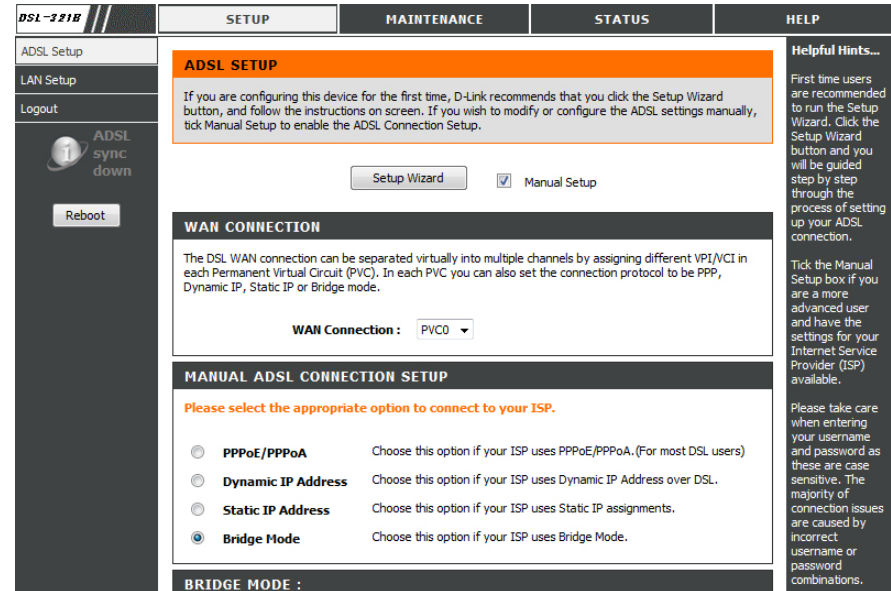 DSL-321B
SETUP
MAINTENANCE
STATUS
HELP
ADSL Setup
LAN Setup
Logout
ADSL
sync
down
Reboot
ADSL SETUP
If you are configuring this device for the first time, D-Link recommends that you click the Setup Wizard
button, and follow the instructions on screen. If you wish to modify or configure the ADSL settings manually,
tick Manual Setup to enable the ADSL Connection Setup.
Setup Wizard
Manual Setup
WAN CONNECTION
The DSL WAN connection can be separated virtually into multiple channels by assigning different VPI/VCI in
each Permanent Virtual Circuit (PVC). In each PVC you can also set the connection protocol to be PPP,
Dynamic IP, Static IP or Bridge mode.
WAN Connection : PVC0
MANUAL ADSL CONNECTION SETUP
Please select the appropriate option to connect to your ISP.
PPPoE/PPPoA Choose this option if your ISP uses PPPoE/PPPoA.(For most DSL users)
Dynamic IP Address Choose this option if your ISP uses Dynamic IP Address over DSL.
Static IP Address Choose this option if your ISP uses Static IP assignments.
Bridge Mode Choose this option if your ISP uses Bridge Mode.
BRIDGE MODE :
Helpful Hints...
First time users
are recommended
to run the Setup
Wizard. Click the
Setup Wizard
button and you
will be guided
step by step
through the
process of setting
up your ADSL
connection.
Tick the Manual
Setup box if you
are a more
advanced user
and have the
settings for your
Internet Service
Provider (ISP)
available.
Please take care
when entering
your username
and password as
these are case
sensitive. The
majority of
connection issues
are caused by
incorrect
username or
password
combinations.